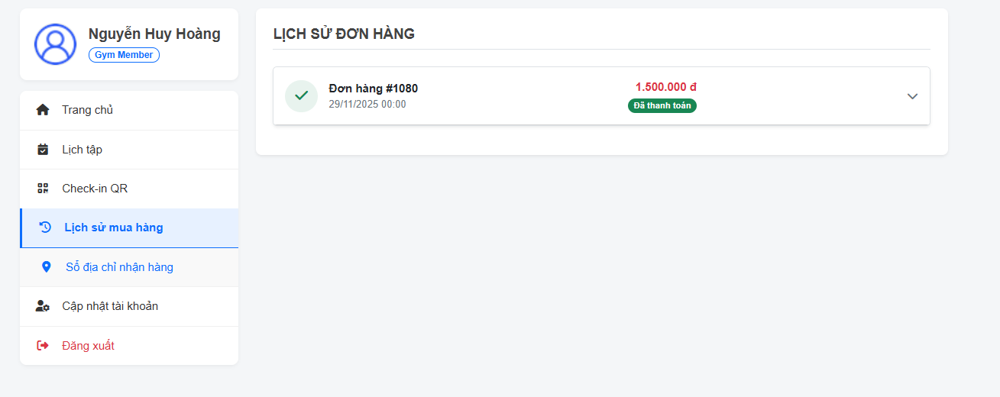 Nguyễn Huy Hoàng
Gym Member
Trang chủ
Lịch tập
Check-in QR
Lịch sử mua hàng
Sổ địa chỉ nhận hàng
Cập nhật tài khoản
Đăng xuất
LỊCH SỬ ĐƠN HÀNG
Đơn hàng #1080
29/11/2025 00:00
1.500.000 đ
Đã thanh toán